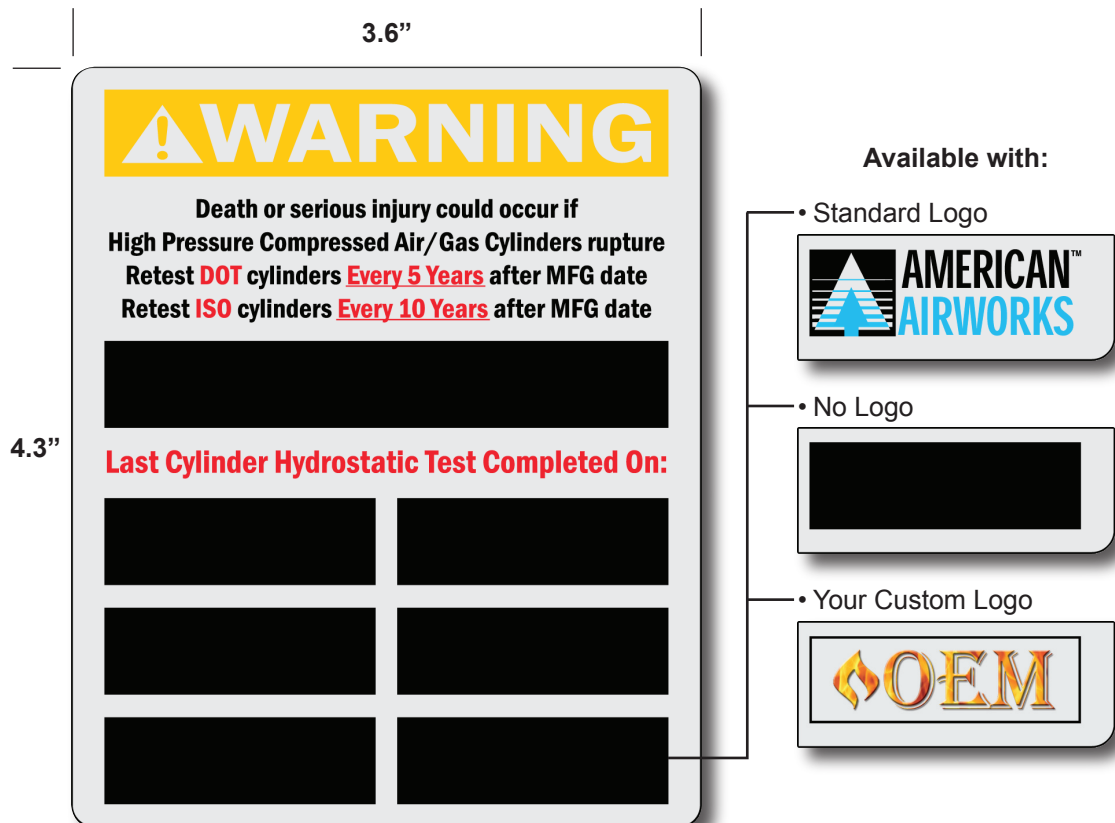 3.6”
4.3”
WARNING
Death or serious injury could occur if
High Pressure Compressed Air/Gas Cylinders rupture
Retest DOT cylinders Every 5 Years after MFG date
Retest ISO cylinders Every 10 Years after MFG date
Last Cylinder Hydrostatic Test Completed On:
Available with:
• Standard Logo
AMERICAN™
AIRWORKS
• No Logo
• Your Custom Logo
OEM